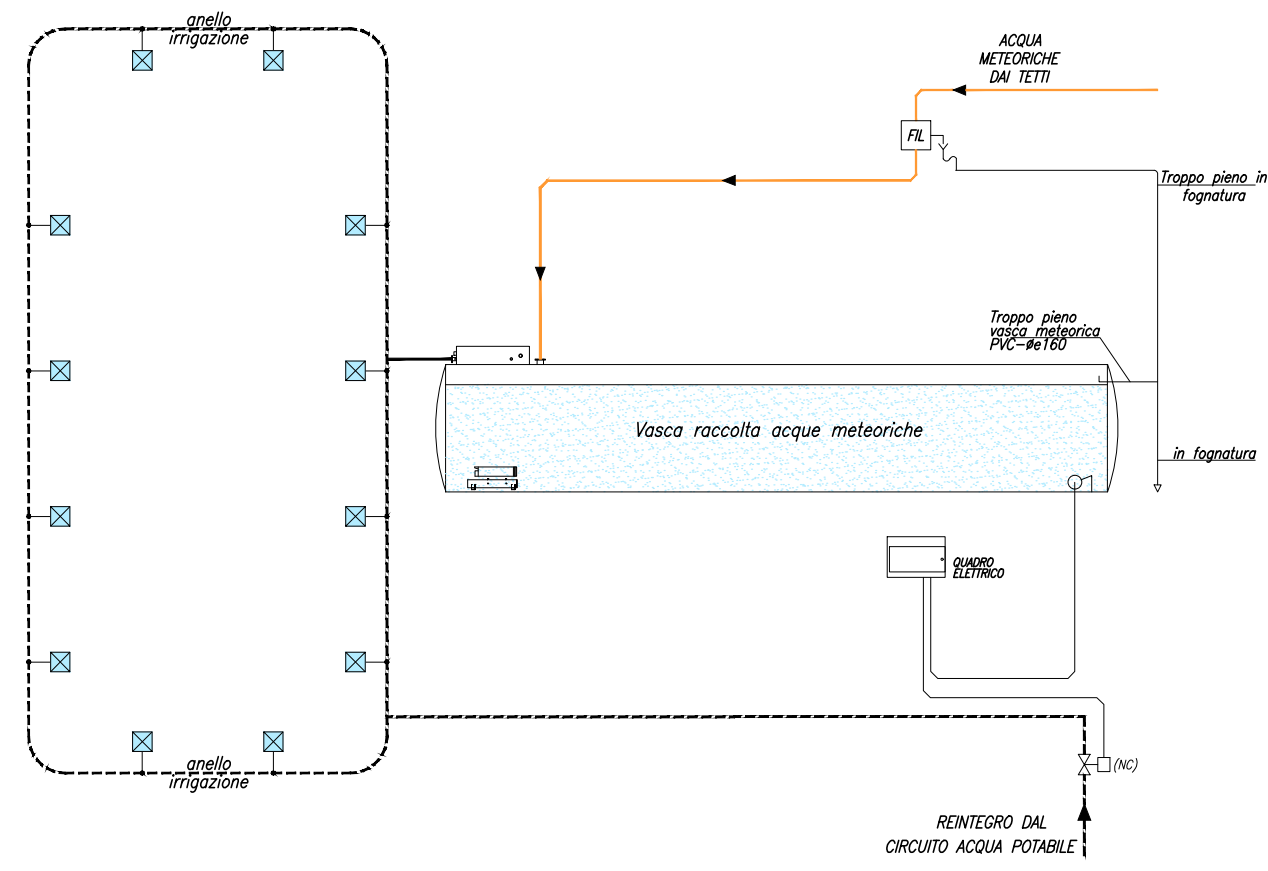 anello
irrigazione
ACQUA
METEORICHE
DAI TETTI
FIL
Troppo pieno in
fognatura
Troppo pieno
vasca meteorica
PVC-Øe160
Vasca raccolta acque meteoriche
in fognatura
QUADRO
ELETTRICO
anello
irrigazione
(NC)
REINTEGRO DAL
CIRCUITO ACQUA POTABILE